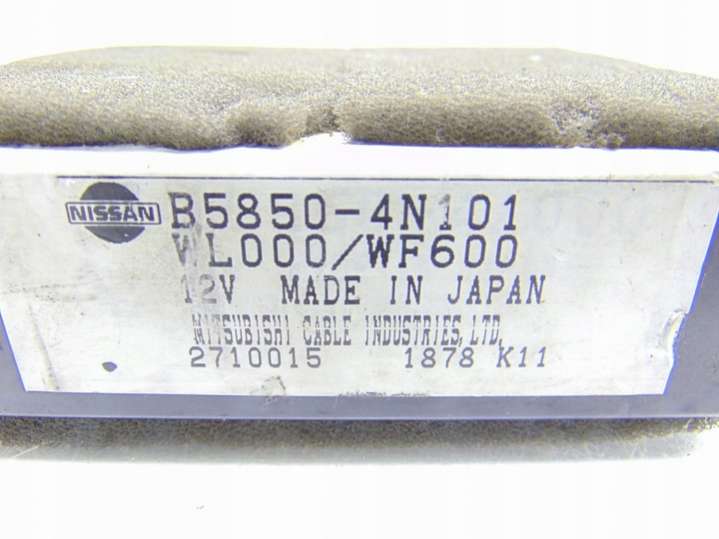 NISSAN
B5850-4N101
WL000/WF600
12V MADE IN JAPAN
MITSUBISHI CABLE INDUSTRIES, LTD.
2710015 1878 K11